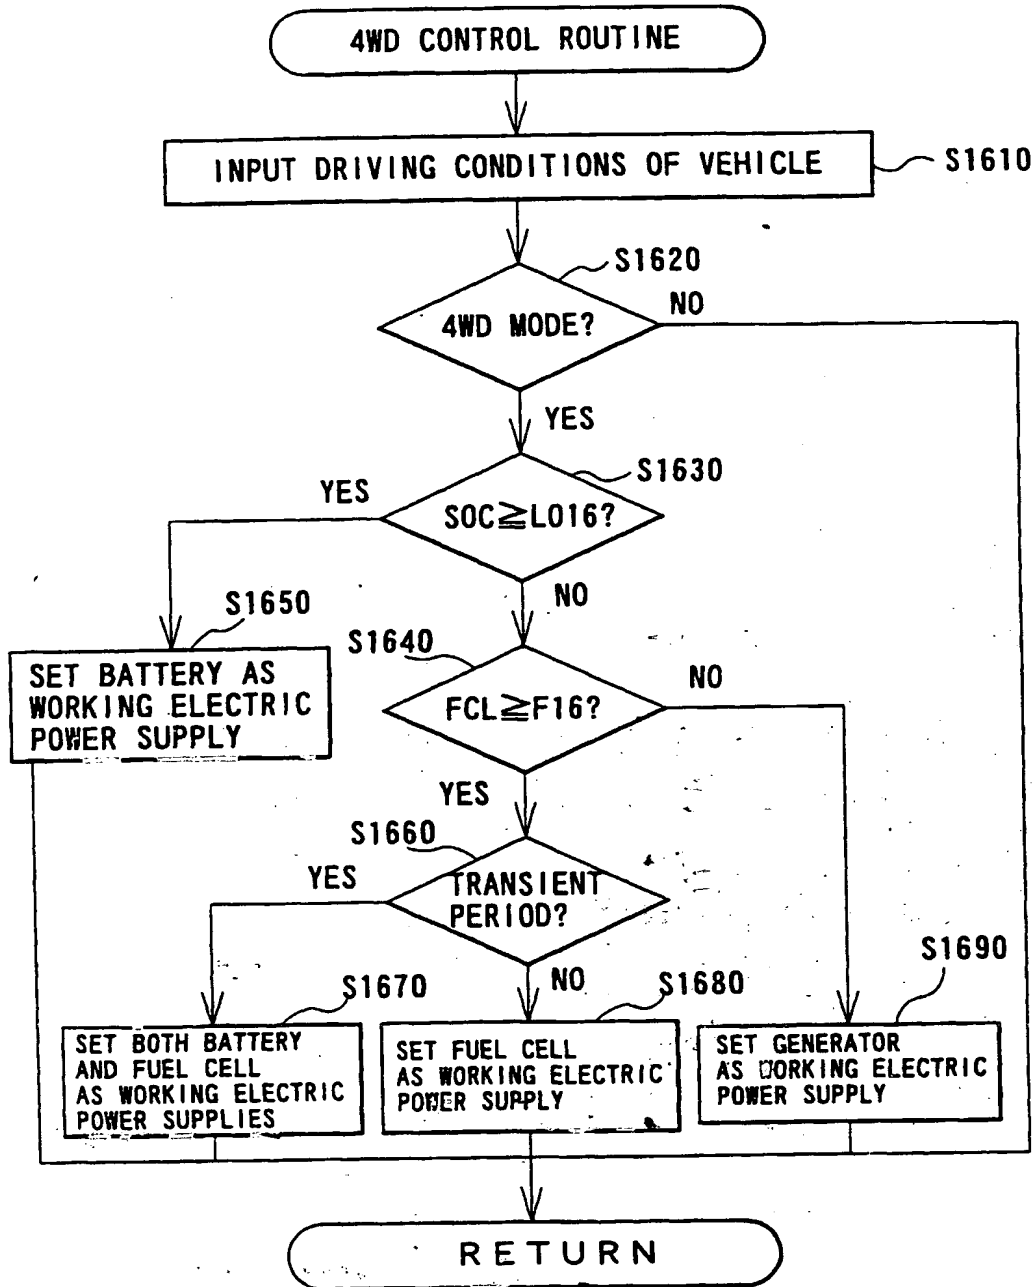 4WD CONTROL ROUTINE
INPUT DRIVING CONDITIONS OF VEHICLE
S1610
S1620
4WD MODE?
NO
YES
S1630
YES
SOC≧LO16?
NO
S1650
SET BATTERY AS
WORKING ELECTRIC
POWER SUPPLY
S1640
FCL≧F16?
NO
YES
S1660
YES
TRANSIENT
PERIOD?
NO
S1670
SET BOTH BATTERY
AND FUEL CELL
AS WORKING ELECTRIC
POWER SUPPLIES
S1680
SET FUEL CELL
AS WORKING ELECTRIC
POWER SUPPLY
S1690
SET GENERATOR
AS WORKING ELECTRIC
POWER SUPPLY
RETURN